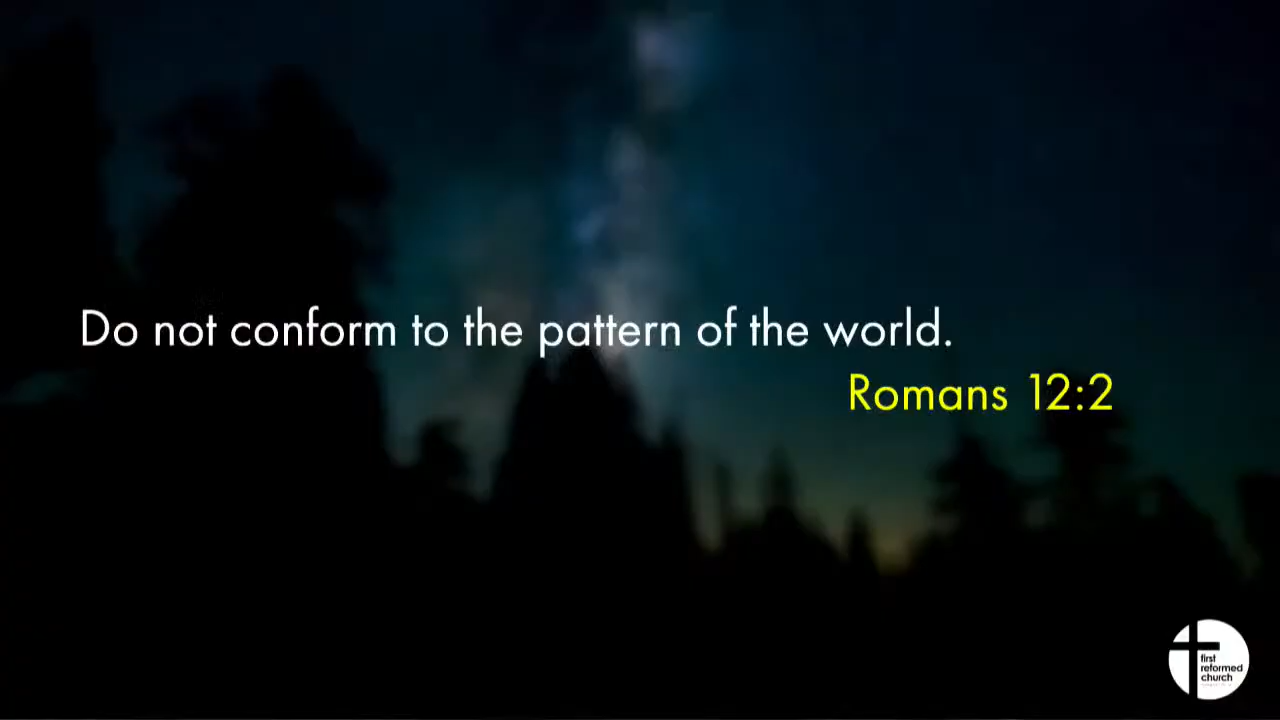 Do not conform to the pattern of the world.
Romans 12:2
first
reformed
church